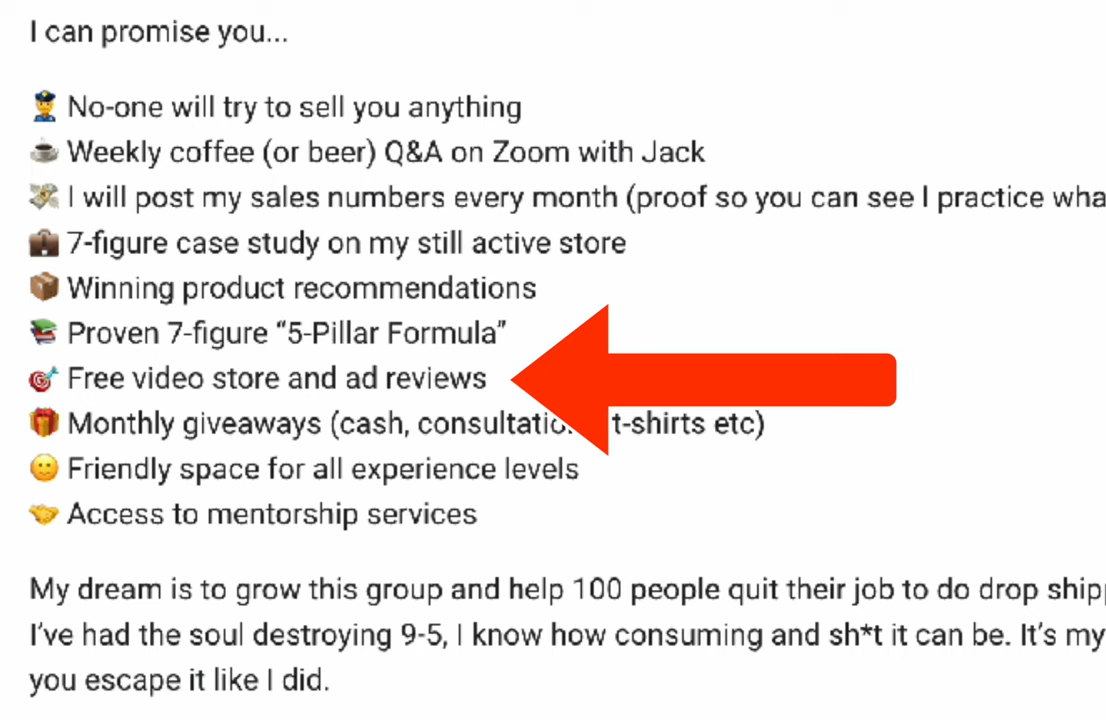 I can promise you...
👮 No-one will try to sell you anything
☕ Weekly coffee (or beer) Q&A on Zoom with Jack
💸 I will post my sales numbers every month (proof so you can see I practice
💼 7-figure case study on my still active store
📦 Winning product recommendations
📚 Proven 7-figure “5-Pillar Formula”
🎯 Free video store and ad reviews
🎁 Monthly giveaways (cash, t-shirts etc)
🙂 Friendly space for all experience levels
🤝 Access to mentorship services
My dream is to grow this group and help 100 people quit their job to do drop
I’ve had the soul destroying 9-5, I know how consuming and sh*t it can be. It’s my
you escape it like I did.